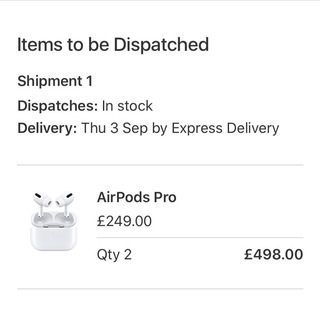 Items to be Dispatched
Shipment 1
Dispatches: In stock
Delivery: Thu 3 Sep by Express Delivery
AirPods Pro
£249.00
Qty 2 £498.00